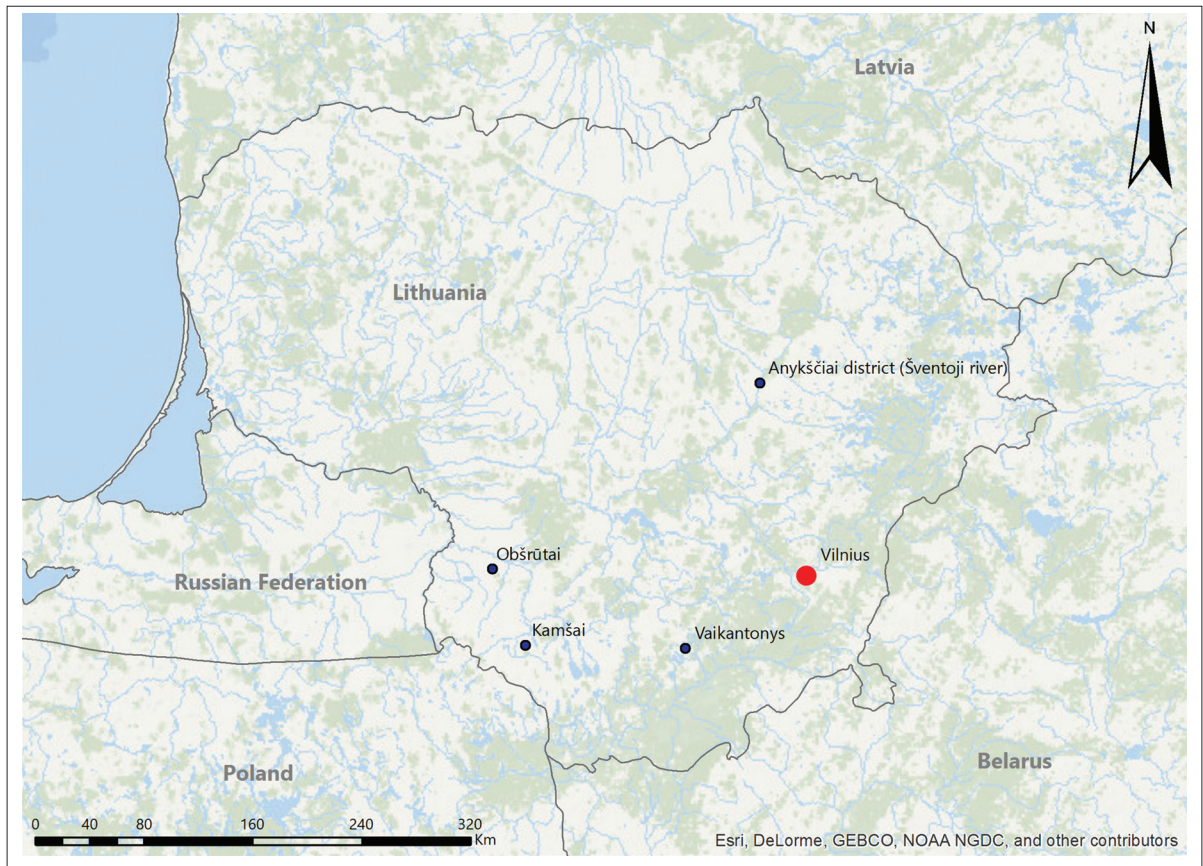 N
Latvia
Lithuania
Anykščiai district (Šventoji river)
Obšrūtai
Vilnius
Russian Federation
Kamšai
Vaikantonys
Poland
Belarus
0 40 80 160 240 320
Km
Esri, DeLorme, GEBCO, NOAA NGDC, and other contributors